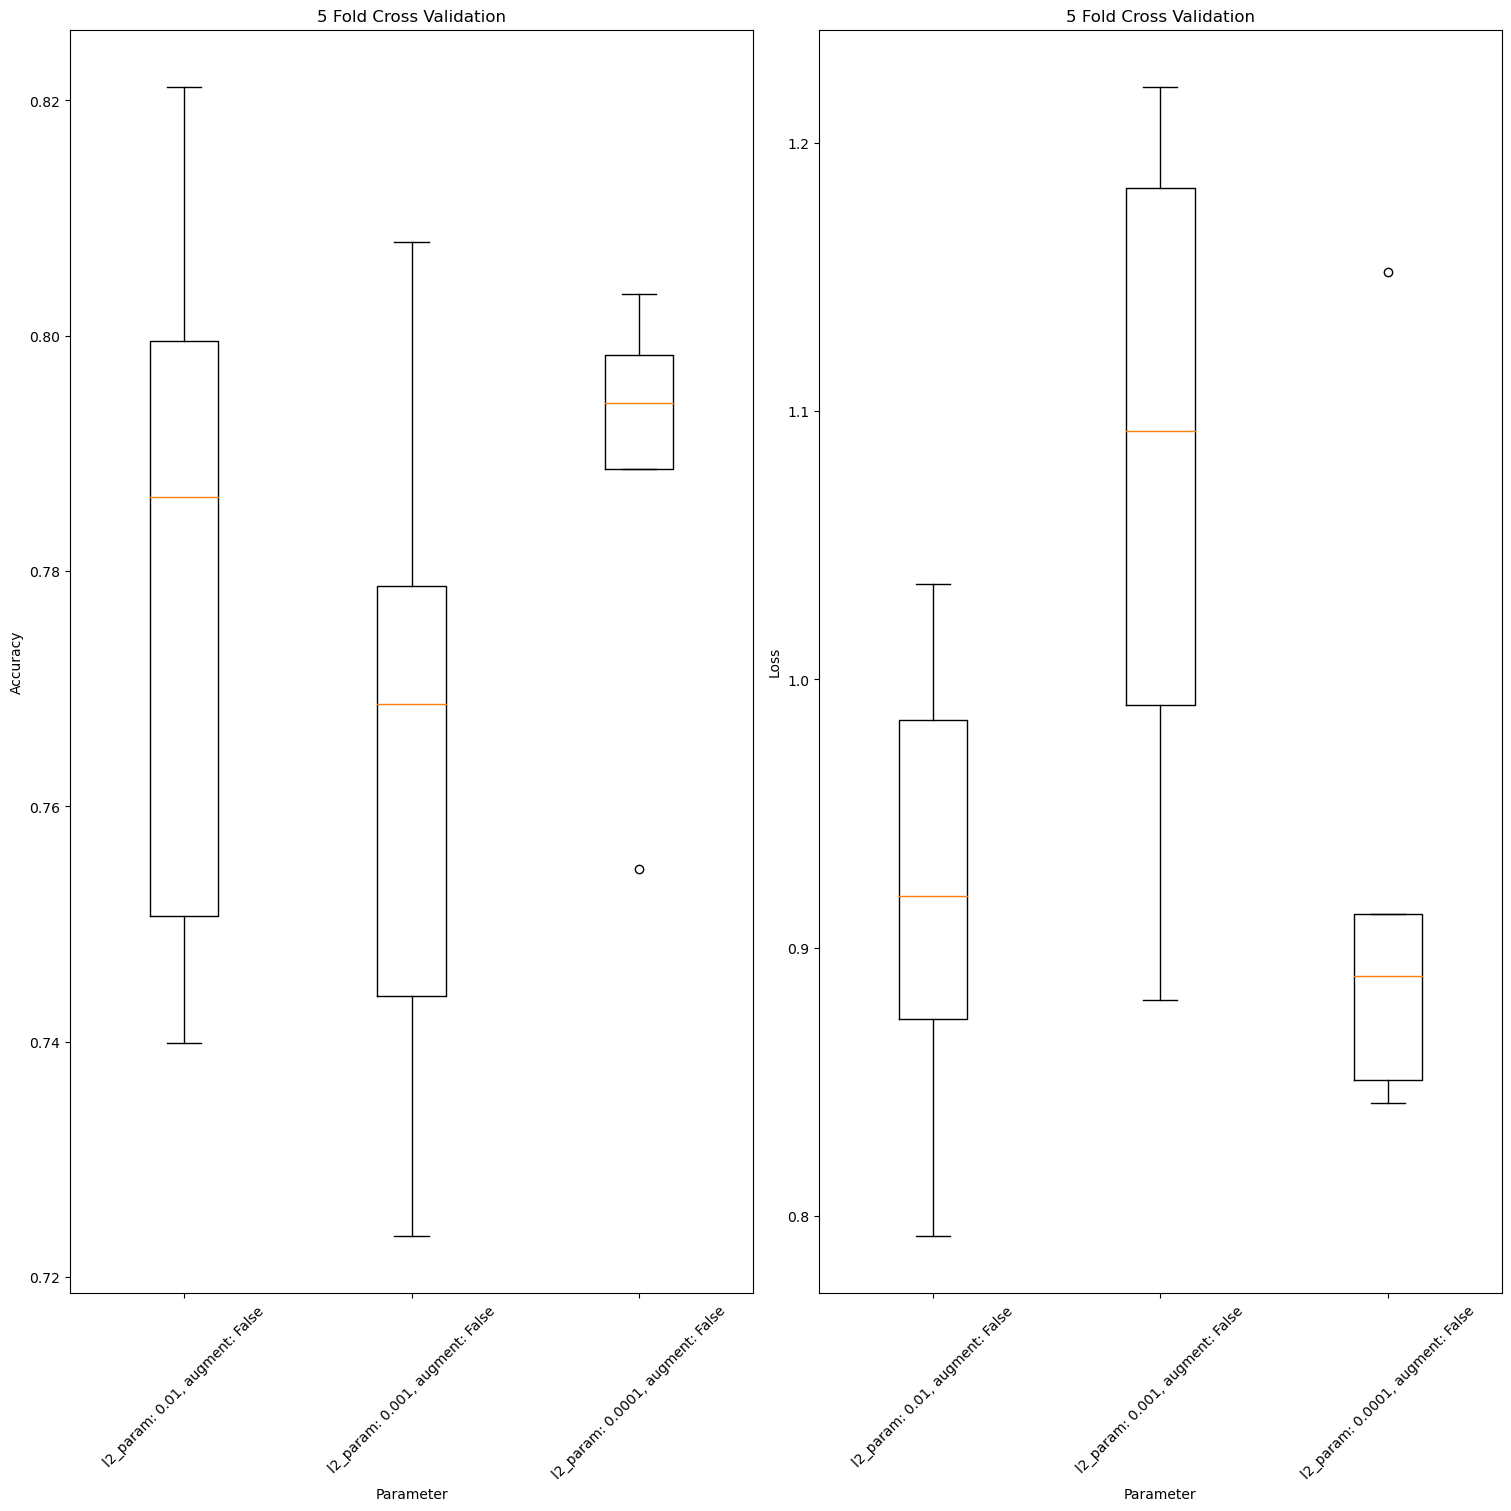 5 Fold Cross Validation
Accuracy
0.82
0.80
0.78
0.76
0.74
0.72
l2_param: 0.01, augment: False
l2_param: 0.001, augment: False
l2_param: 0.0001, augment: False
Parameter
5 Fold Cross Validation
Loss
1.2
1.1
1.0
0.9
0.8
l2_param: 0.01, augment: False
l2_param: 0.001, augment: False
l2_param: 0.0001, augment: False
Parameter